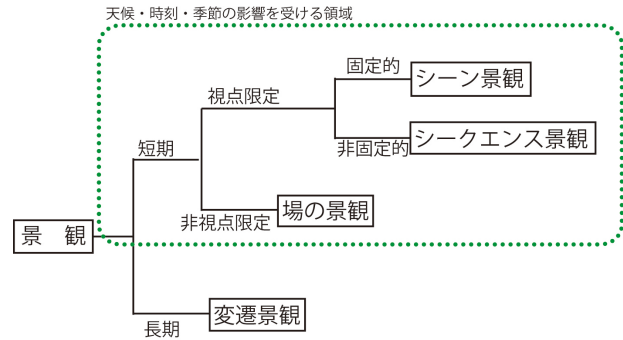 天候・時刻・季節の影響を受ける領域
固定的
シーン景観
視点限定
シークエンス景観
非固定的
短期
場の景観
非視点限定
景　観
変遷景観
長期